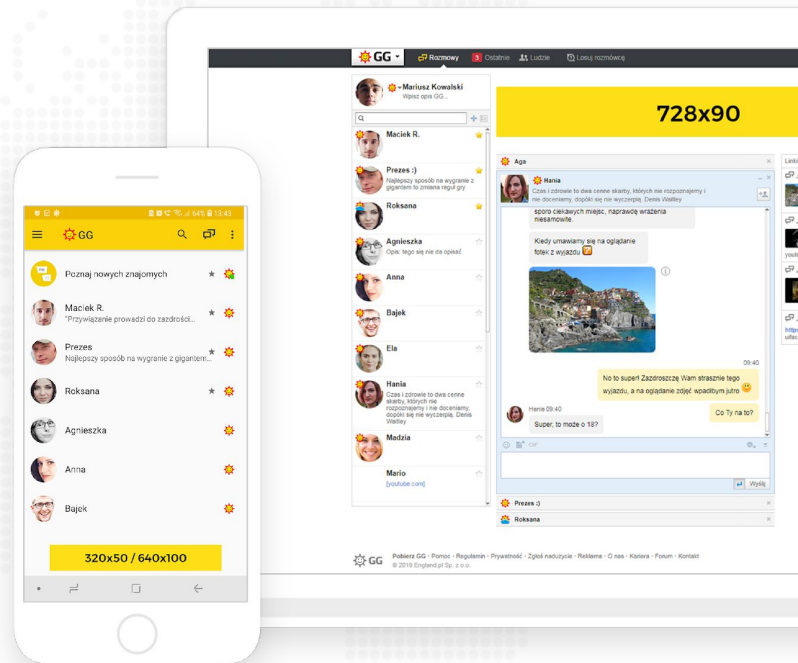 64% 13:43
GG
Poznaj nowych znajomych
Maciek R.
"Przywiązanie prowadzi do zazdrości...
Prezes
Najlepszy sposób na wygranie z gigantem...
Roksana
Agnieszka
Anna
Bajek
320x50 / 640x100
GG Rozmowy 3 Ostatnie Ludzie Losuj rozmówcę
Mariusz Kowalski
Wpisz opis GG...
Maciek R.
Prezes :)
Najlepszy sposób na wygranie z
gigantem to zmiana reguł gry
Roksana
Agnieszka
Opis: tego się nie da opisać
Anna
Bajek
Ela
Hania
Czas i zdrowie to dwa cenne
skarby, których nie
rozpoznajemy i nie doceniamy,
dopóki się nie wyczerpią. Denis
Waitley
Madzia
Mario
[youtube.com]
728x90
Aga
Hania
Czas i zdrowie to dwa cenne skarby, których nie rozpoznajemy i
nie doceniamy, dopóki się nie wyczerpią. Denis Waitley
sporo ciekawych miejsc, naprawdę wrażenia
niesamowite.
Kiedy umawiamy się na oglądanie
fotek z wyjazdu
09:40
No to super! Zazdroszczę Wam strasznie tego
wyjazdu, a na oglądanie zdjęć wpadłbym jutro
Co Ty na to?
Hania 09:40
Super, to może o 18?
GIF
Wyślij
Prezes :)
Roksana
Linki
GG
Pobierz GG - Pomoc - Regulamin - Prywatność - Zgłoś nadużycie - Reklama - O nas - Kariera - Forum - Kontakt
© 2019 England.pl Sp. z o.o.